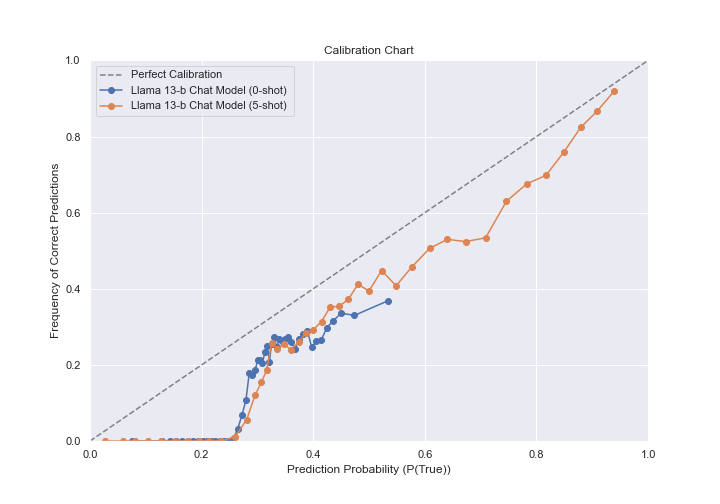 Calibration Chart
1.0
0.8
0.6
0.4
0.2
0.0
Frequency of Correct Predictions
Perfect Calibration
Llama 13-b Chat Model (0-shot)
Llama 13-b Chat Model (5-shot)
0.0 0.2 0.4 0.6 0.8 1.0
Prediction Probability (P(True))